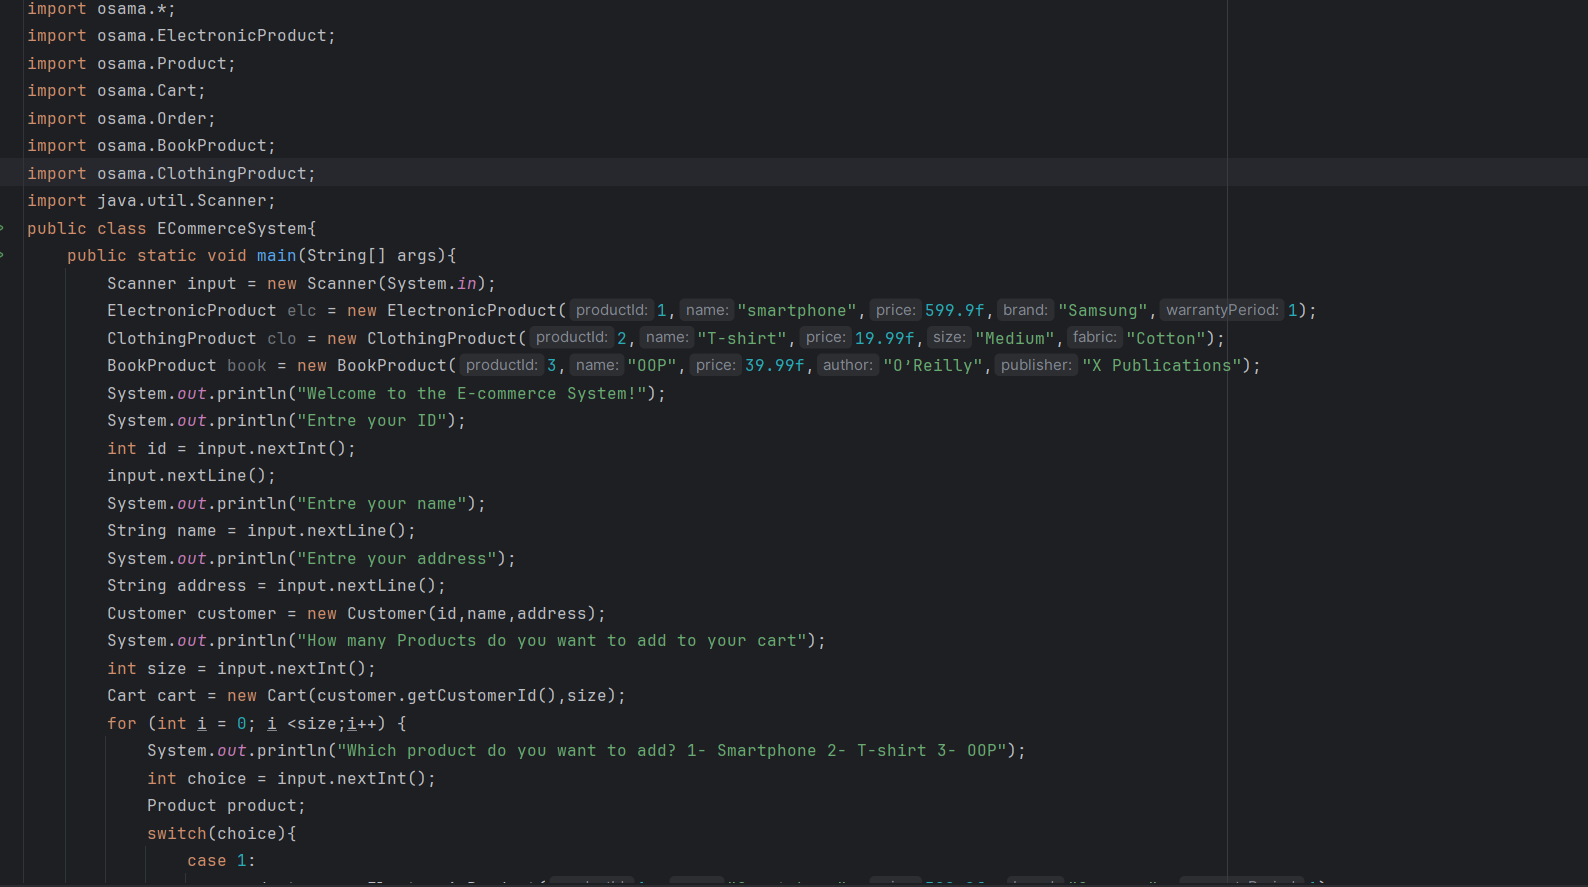 import osama.*;
import osama.ElectronicProduct;
import osama.Product;
import osama.Cart;
import osama.Order;
import osama.BookProduct;
import osama.ClothingProduct;
import java.util.Scanner;
public class ECommerceSystem{
public static void main(String[] args){
Scanner input = new Scanner(System.in);
ElectronicProduct elc = new ElectronicProduct( productId: 1, name: "smartphone", price: 599.9f, brand: "Samsung", warrantyPeriod: 1);
ClothingProduct clo = new ClothingProduct( productId: 2, name: "T-shirt", price: 19.99f, size: "Medium", fabric: "Cotton");
BookProduct book = new BookProduct( productId: 3, name: "OOP", price: 39.99f, author: "O’Reilly", publisher: "X Publications");
System.out.println("Welcome to the E-commerce System!");
System.out.println("Entre your ID");
int id = input.nextInt();
input.nextLine();
System.out.println("Entre your name");
String name = input.nextLine();
System.out.println("Entre your address");
String address = input.nextLine();
Customer customer = new Customer(id,name,address);
System.out.println("How many Products do you want to add to your cart");
int size = input.nextInt();
Cart cart = new Cart(customer.getCustomerId(),size);
for (int i = 0; i <size;i++) {
System.out.println("Which product do you want to add? 1- Smartphone 2- T-shirt 3- OOP");
int choice = input.nextInt();
Product product;
switch(choice){
case 1: